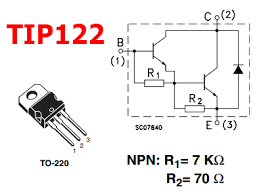 TIP122
C (2)
B
(1)
R1
R2
SC07840
E (3)
1 2 3
TO-220
NPN: R1= 7 KΩ
R2= 70 Ω